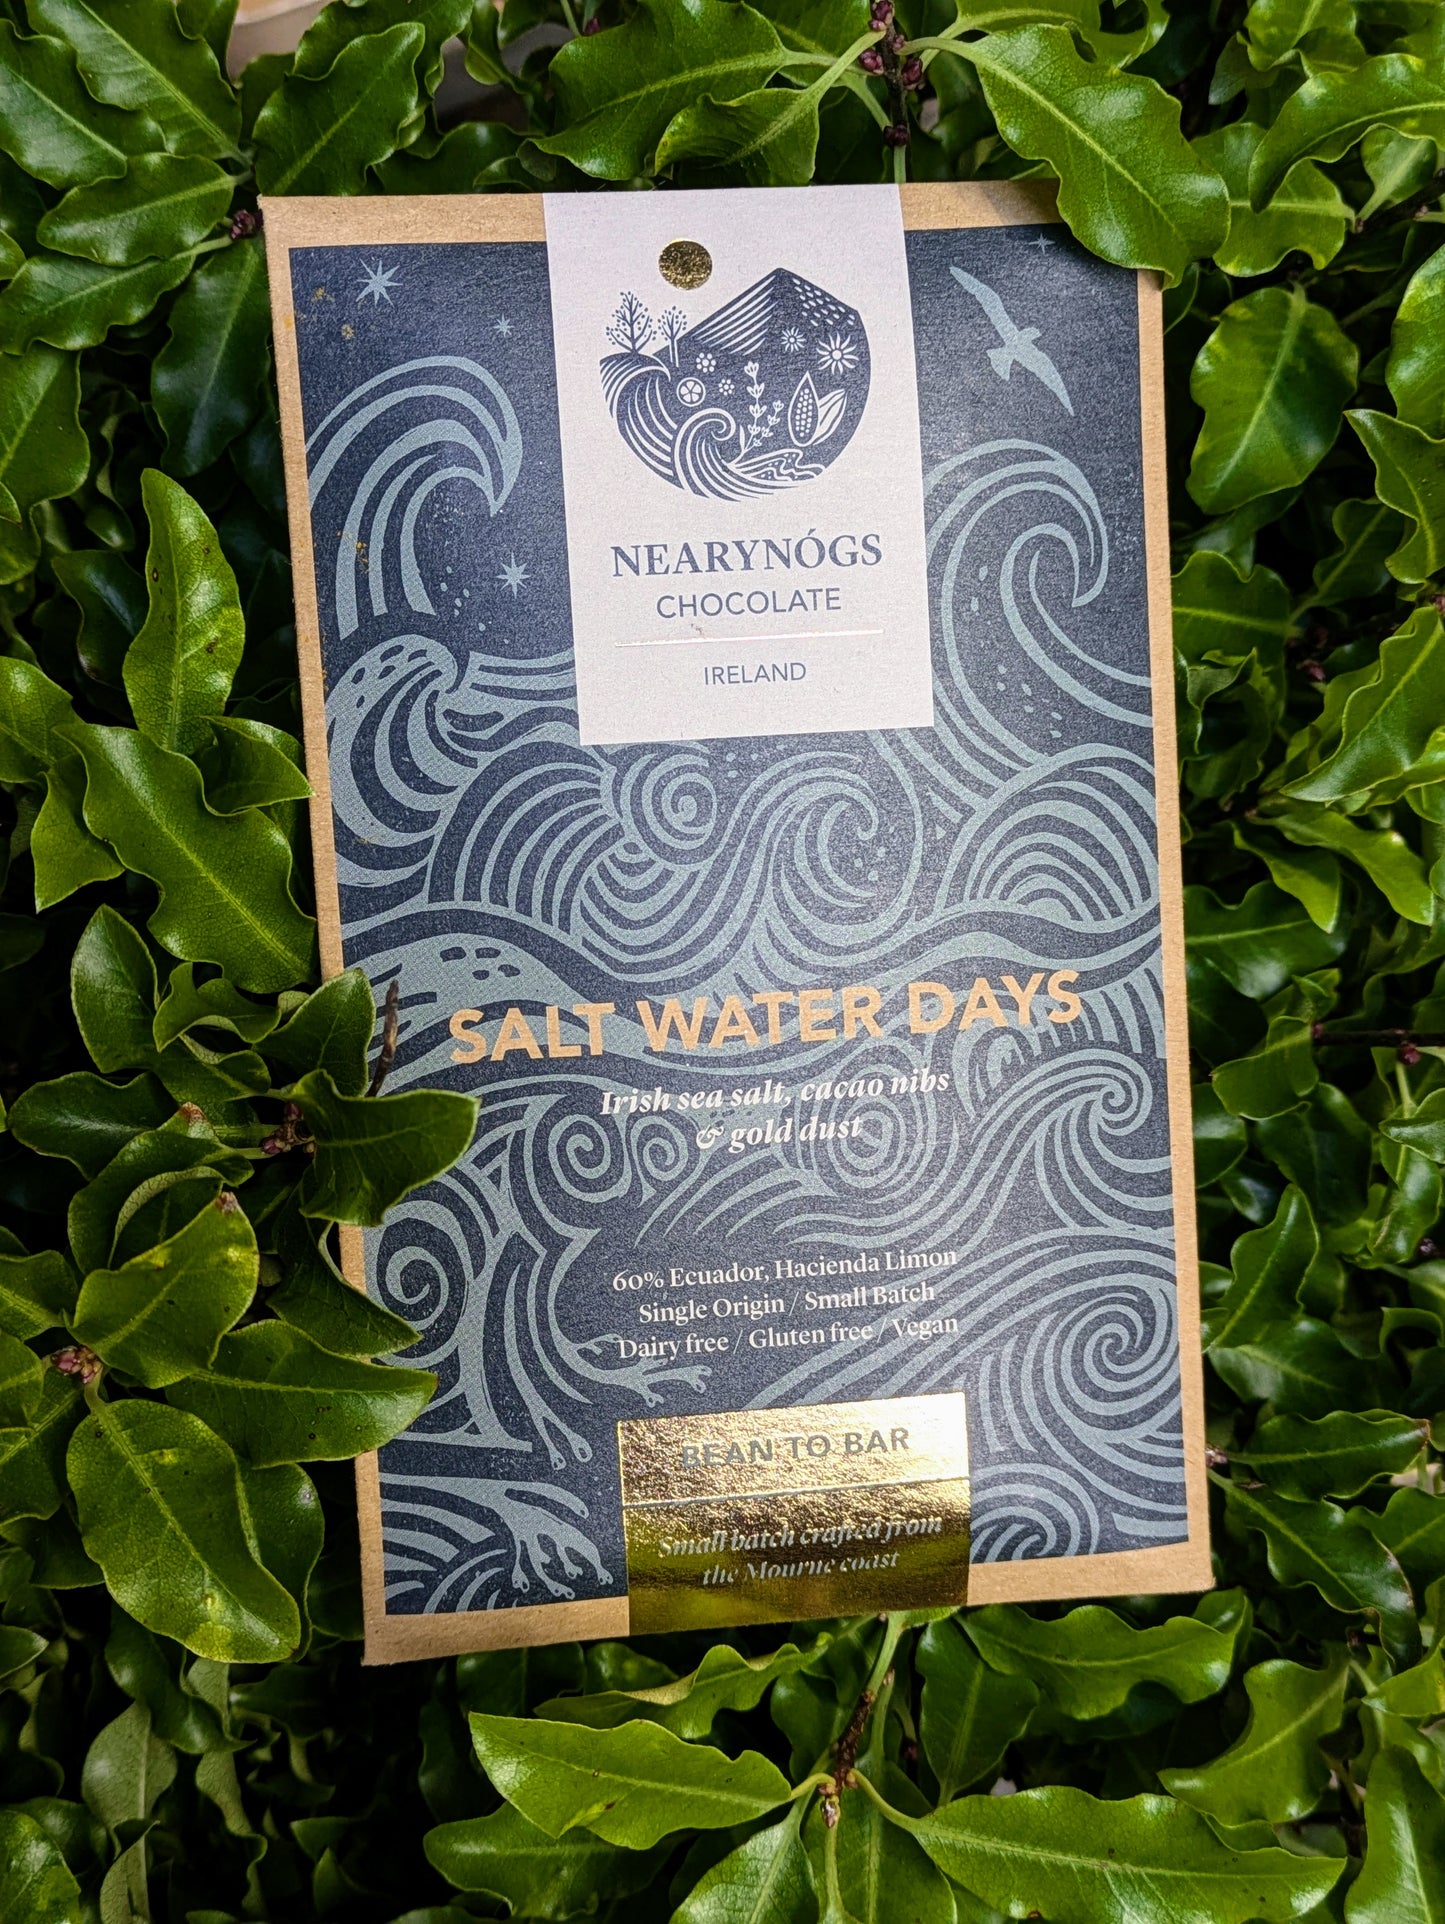 NEARYNÓGS
CHOCOLATE
IRELAND
SALT WATER DAYS
Irish sea salt, cacao nibs
& gold dust
60% Ecuador, Hacienda Limon
Single Origin / Small Batch
Dairy free / Gluten free / Vegan
BEAN TO BAR
Small batch crafted from
the Mourne coast